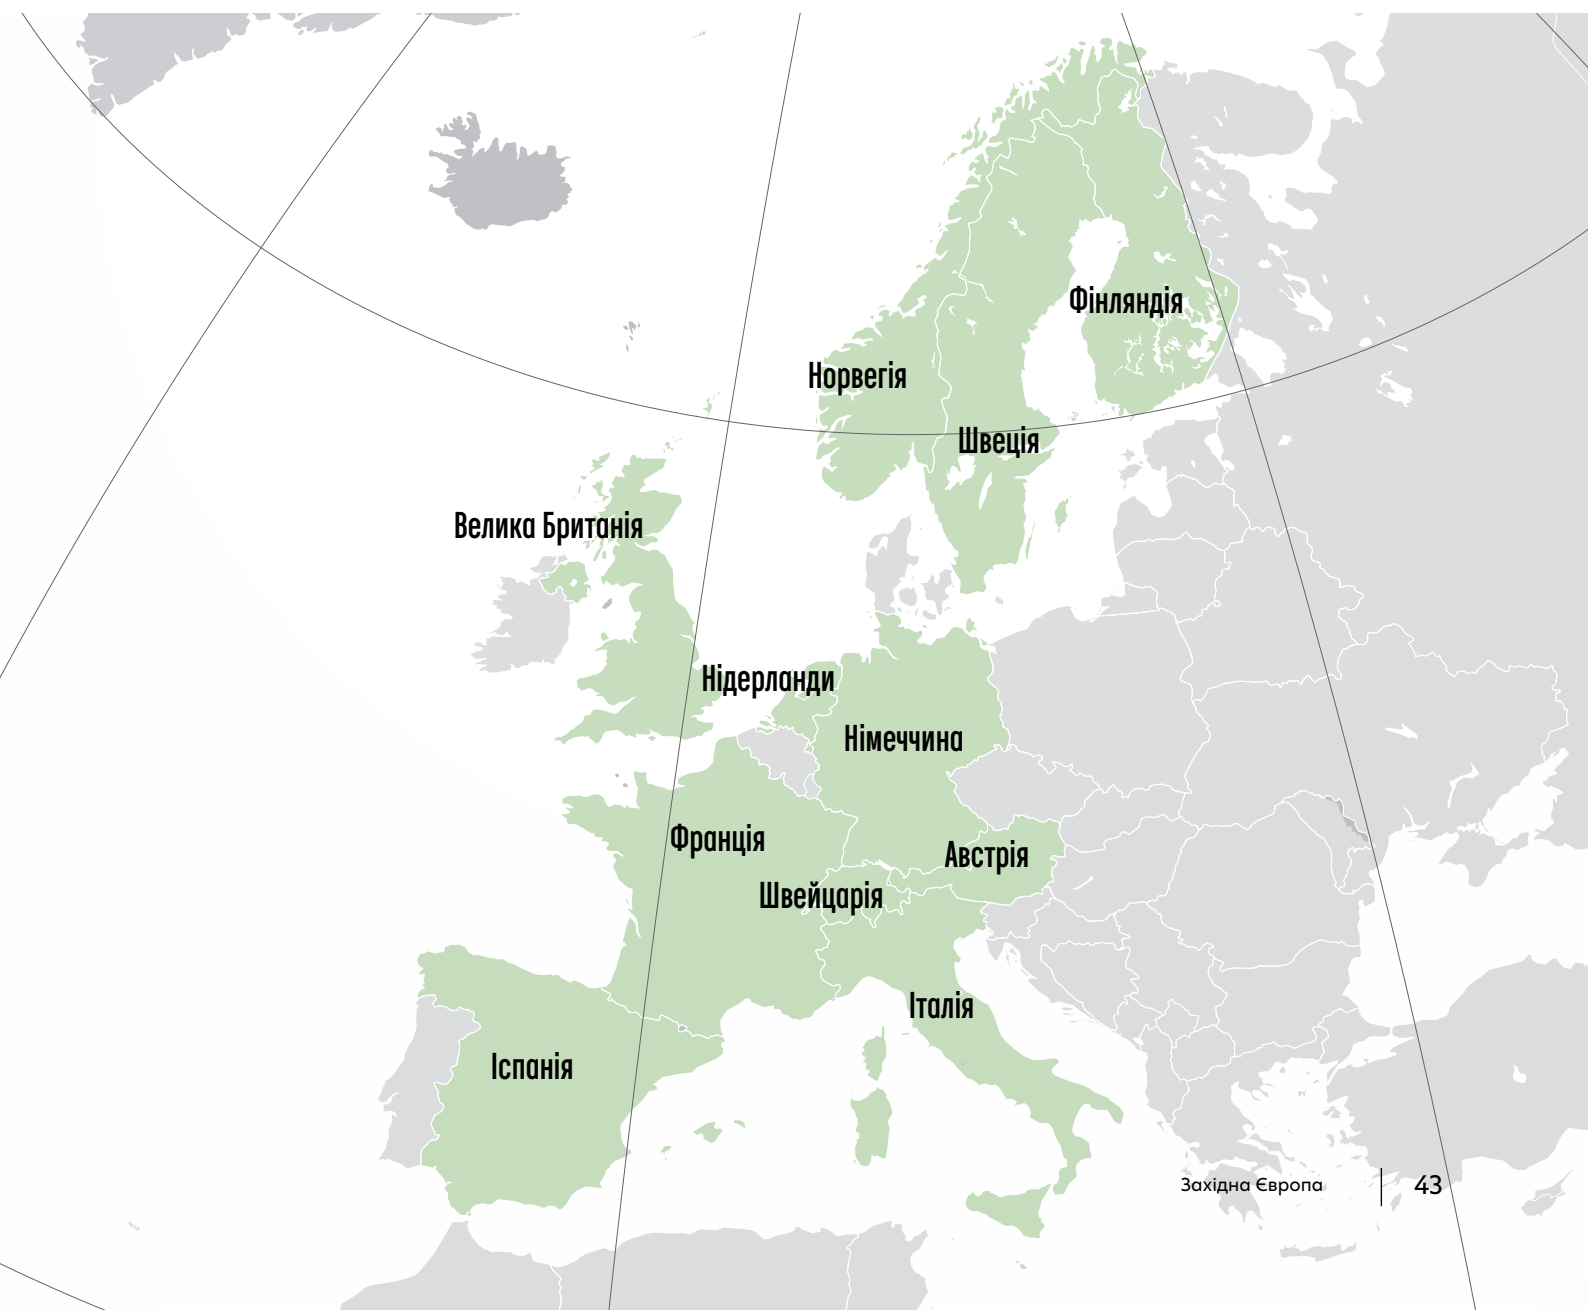 Фінляндія
Норвегія
Швеція
Велика Британія
Нідерланди
Німеччина
Франція
Австрія
Швейцарія
Італія
Іспанія
Західна Європа
43